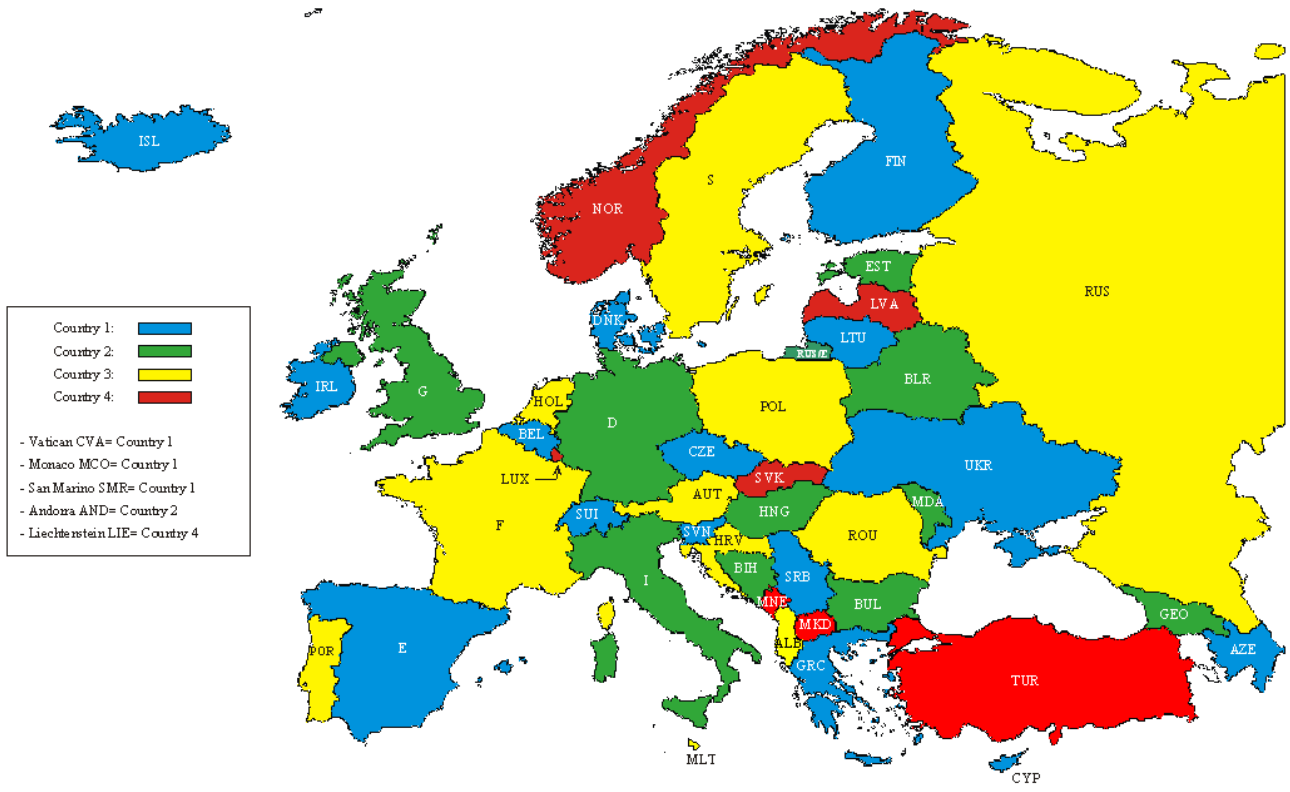 ISL
FIN
S
NOR
EST
RUS
LVA
DNK
LTU
RUS/E
Country 1:
Country 2:
Country 3:
Country 4:
IRL
G
BLR
HOL
POL
D
BEL
CZE
UKR
LUX
SVK
AUT
MDA
HNG
- Vatican CVA= Country 1
- Monaco MCO= Country 1
- San Marino SMR= Country 1
- Andorra AND= Country 2
- Liechtenstein LIE= Country 4
F
SUI
SVN
HRV
ROU
BIH
SRB
I
MNE
BUL
GEO
MKD
POR
E
ALB
AZE
GRC
TUR
MLT
CYP